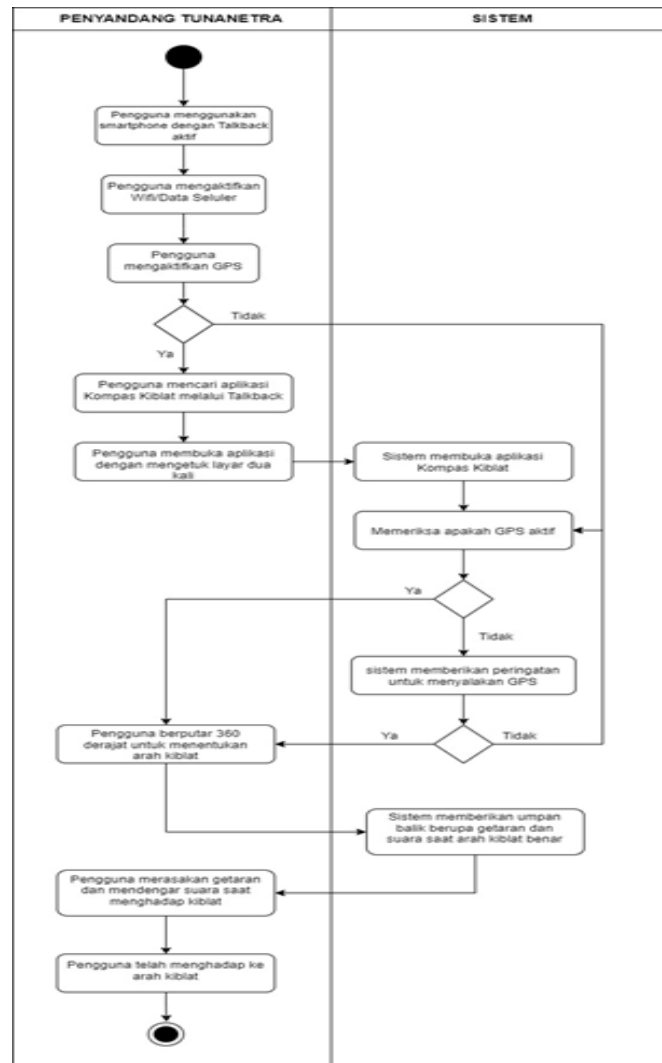 PENYANDANG TUNANETRA
SISTEM
Pengguna menggunakan
smartphone dengan Talkback
aktif
Pengguna mengaktifkan
Wifi/Data Seluler
Pengguna
mengaktifkan GPS
Tidak
Ya
Pengguna mencari aplikasi
Kompas Kiblat melalui Talkback
Pengguna membuka aplikasi
dengan mengetuk layar dua
kali
Sistem membuka aplikasi
Kompas Kiblat
Memeriksa apakah GPS aktif
Ya
Tidak
sistem memberikan peringatan
untuk menyalakan GPS
Pengguna berputar 360
derajat untuk menentukan
arah kiblat
Ya
Tidak
Sistem memberikan umpan
balik berupa getaran dan
suara saat arah kiblat benar
Pengguna merasakan getaran
dan mendengar suara saat
menghadap kiblat
Pengguna telah menghadap ke
arah kiblat